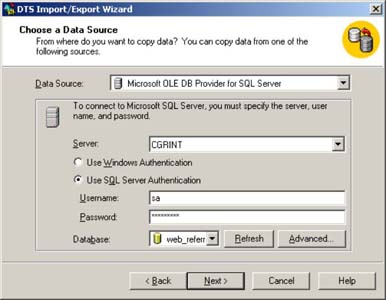 DTS Import/Export Wizard
Choose a Data Source
From where do you want to copy data? You can copy data from one of the
following sources.
Data Source: Microsoft OLE DB Provider for SQL Server
To connect to Microsoft SQL Server, you must specify the server, user
name, and password.
Server: CGRINT
Use Windows Authentication
Use SQL Server Authentication
Username: sa
Password: *********
Database: web_referr Refresh Advanced...
< Back Next > Cancel Help